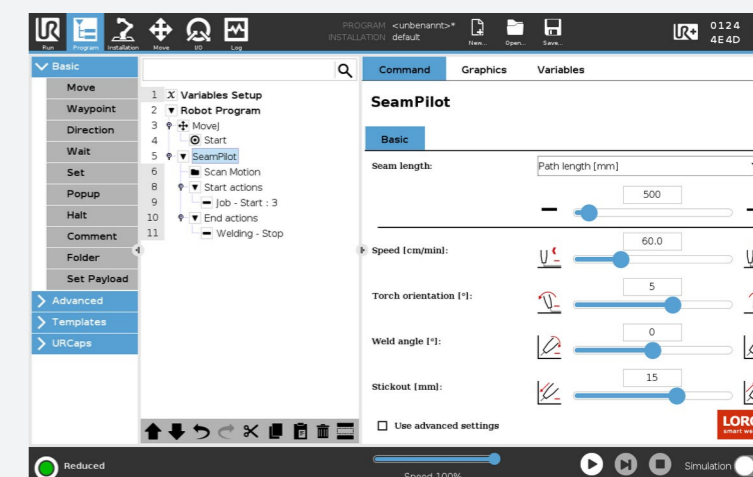 PROGRAM <unbenannt>*
INSTALLATION default
Run Program Installation Move I/O Log New... Open... Save...
UR+
0124
4E4D
Basic
Move
Waypoint
Direction
Wait
Set
Popup
Halt
Comment
Folder
Set Payload
Advanced
Templates
URCaps
1 X Variables Setup
2 Robot Program
3 MoveJ
4 Start
5 SeamPilot
6 Scan Motion
8 Start actions
9 Job - Start : 3
10 End actions
11 Welding - Stop
Command Graphics Variables
SeamPilot
Basic
Seam length: Path length [mm]
500
Speed [cm/min]: 60.0
Torch orientation [°]: 5
Weld angle [°]: 0
Stickout [mm]: 15
Use advanced settings
LORC
smart we
Reduced
Speed 100%
Simulation